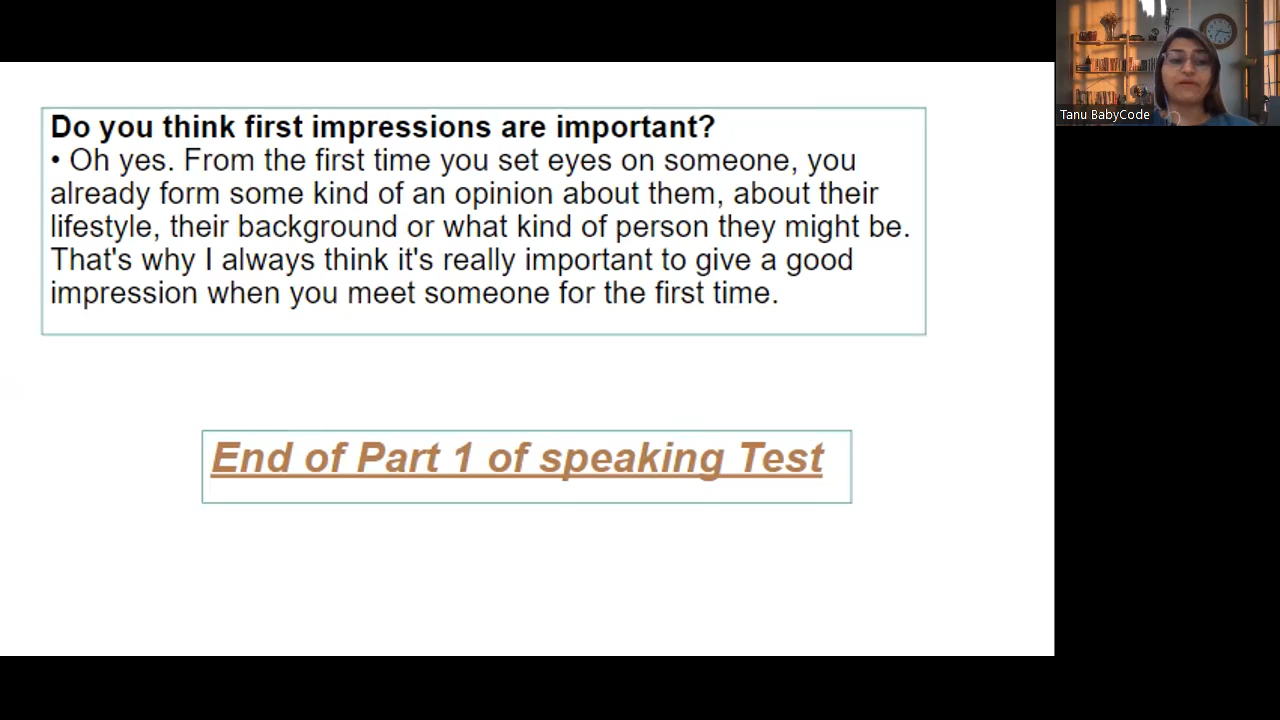 Do you think first impressions are important?
• Oh yes. From the first time you set eyes on someone, you
already form some kind of an opinion about them, about their
lifestyle, their background or what kind of person they might be.
That's why I always think it's really important to give a good
impression when you meet someone for the first time.
End of Part 1 of speaking Test
Tanu BabyCode